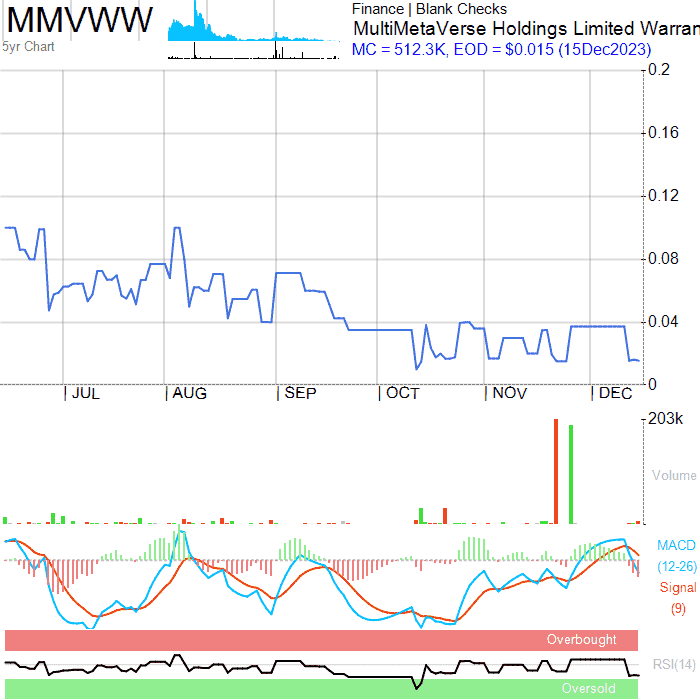 MMVWW
5yr Chart
Finance | Blank Checks
MultiMetaVerse Holdings Limited Warran
MC = 512.3K, EOD = $0.015 (15Dec2023)
0.2
0.16
0.12
0.08
0.04
0
JUL AUG SEP OCT NOV DEC
203k
Volume
MACD
(12-26)
Signal
(9)
Overbought
RSI(14)
Oversold